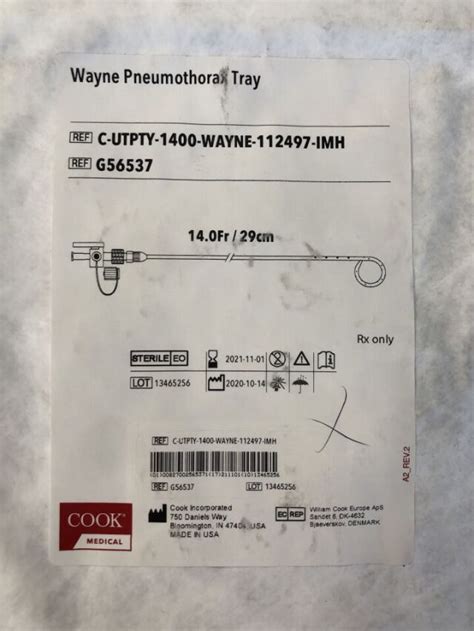 Wayne Pneumothorax Tray
REF C-UTPTY-1400-WAYNE-112497-IMH
REF G56537
14.0Fr / 29cm
Rx only
STERILE EO 2021-11-01
LOT 13465256 2020-10-14
REF C-UTPTY-1400-WAYNE-112497-IMH
REF G56537 LOT 13465256
COOK
MEDICAL
Cook Incorporated
750 Daniels Way
Bloomington, IN 47404 USA
MADE IN USA
EC REP
William Cook Europe ApS
Sandet 6, DK-4632
Bjaeverskov, DENMARK
A2_REV.2